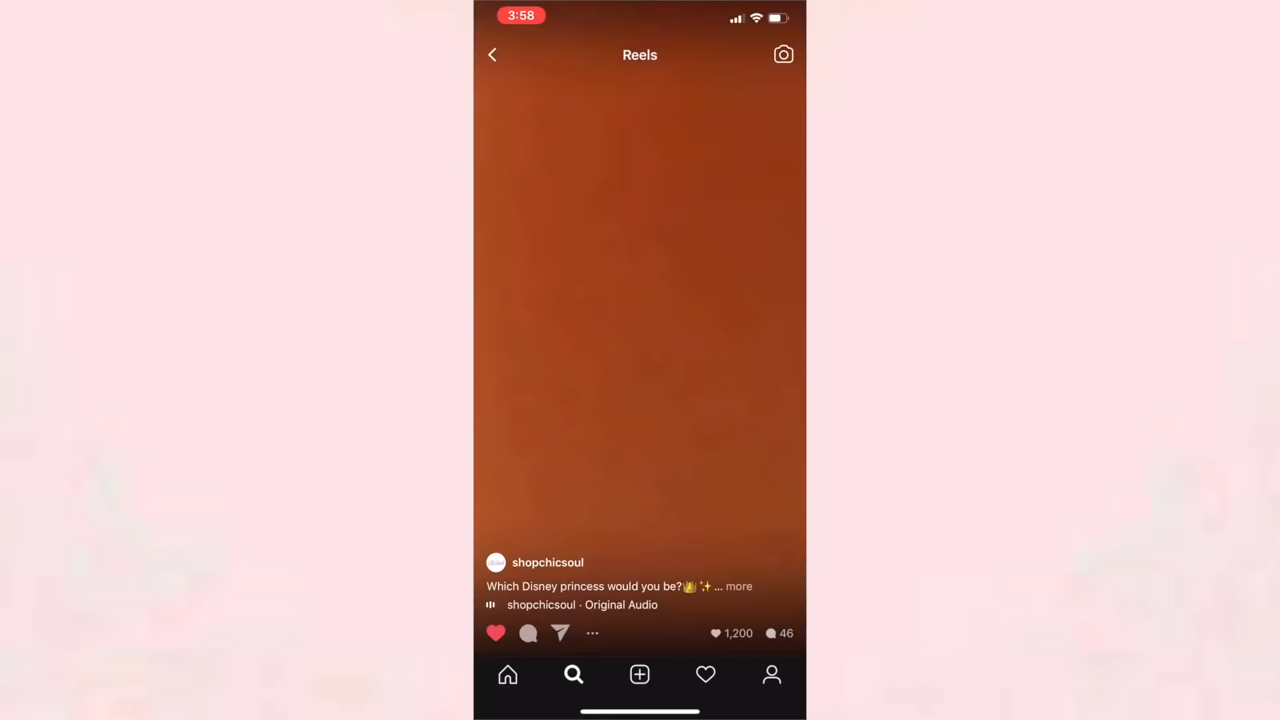 3:58
Reels
shopchicsoul
Which Disney princess would you be?👑✨ ... more
shopchicsoul · Original Audio
1,200 46